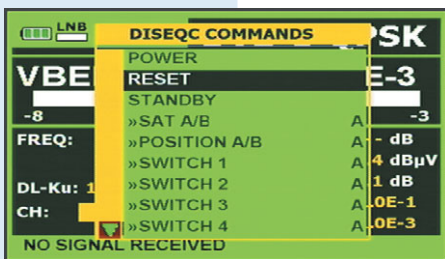 LNB
DISEQC COMMANDS
PSK
POWER
VBE
RESET
E-3
STANDBY
-8
»SAT A/B A
-3
FREQ:
»POSITION A/B A
- dB
»SWITCH 1 A
4 dBµV
DL-Ku: 1
»SWITCH 2 A
1 dB
CH:
»SWITCH 3 A
.0E-1
»SWITCH 4 A
.0E-3
NO SIGNAL RECEIVED